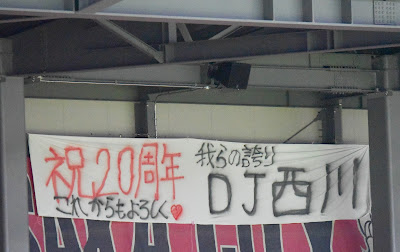 祝20周年
これからもよろしく♥
我らの誇り
DJ西川